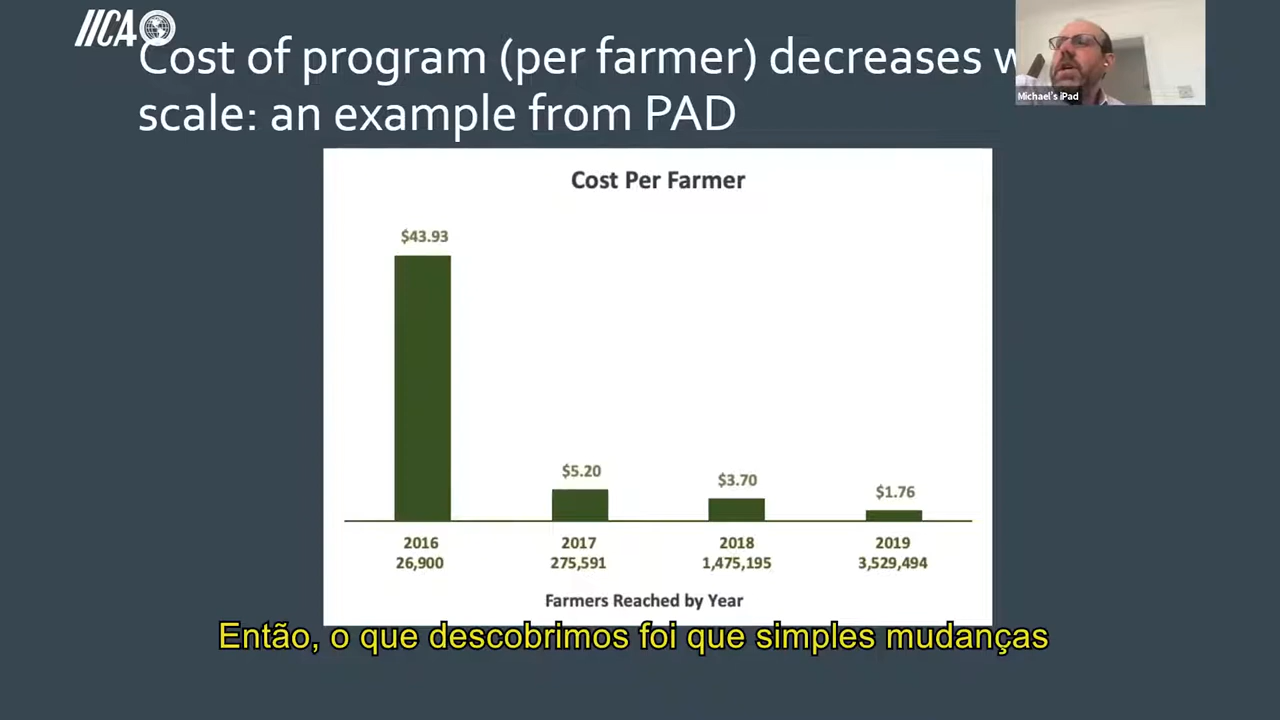 IICA
Cost of program (per farmer) decreases w
scale: an example from PAD
Michael's iPad
Cost Per Farmer
$43.93
$5.20
$3.70
$1.76
2016
2017
2018
2019
26,900
275,591
1,475,195
3,529,494
Farmers Reached by Year
Então, o que descobrimos foi que simples mudanças